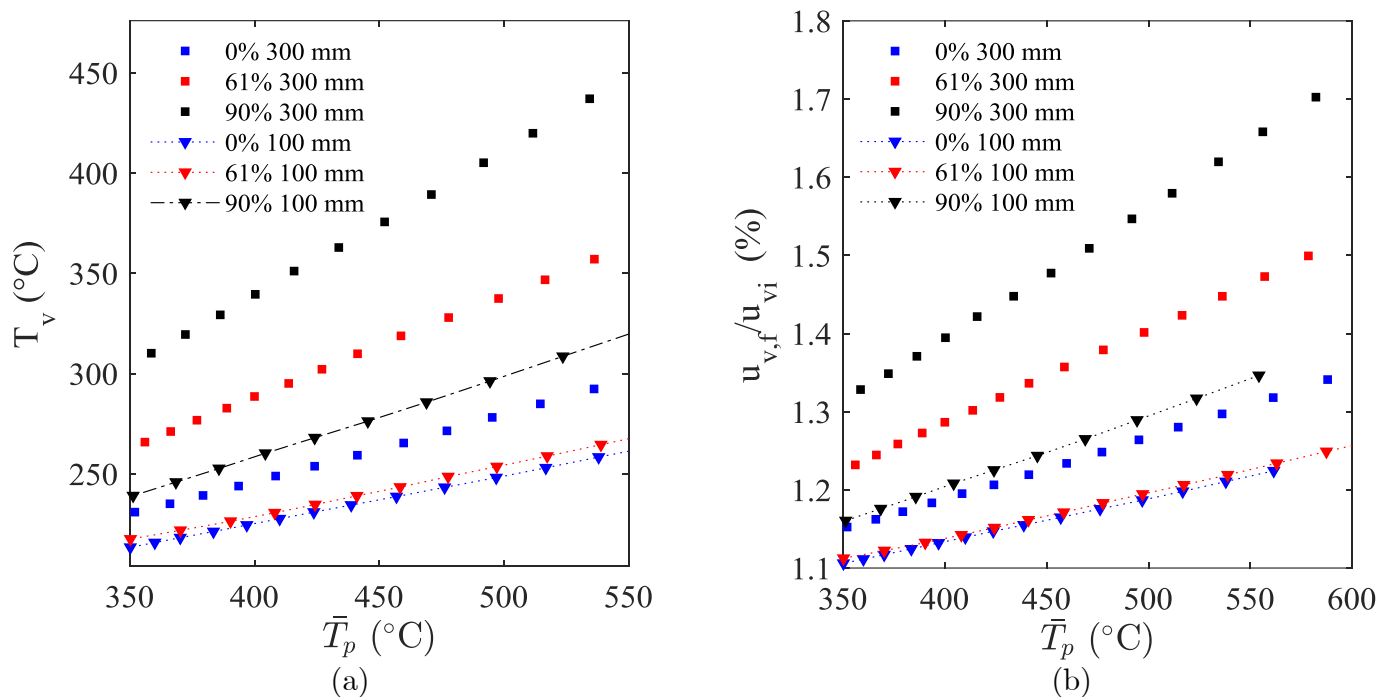 450
400
350
300
250
350
400
450
500
550
T_v (°C)
T̄_p (°C)
0% 300 mm
61% 300 mm
90% 300 mm
0% 100 mm
61% 100 mm
90% 100 mm
(a)
1.8
1.7
1.6
1.5
1.4
1.3
1.2
1.1
350
400
450
500
550
600
u_v,f/u_vi (%)
T̄_p (°C)
0% 300 mm
61% 300 mm
90% 300 mm
0% 100 mm
61% 100 mm
90% 100 mm
(b)